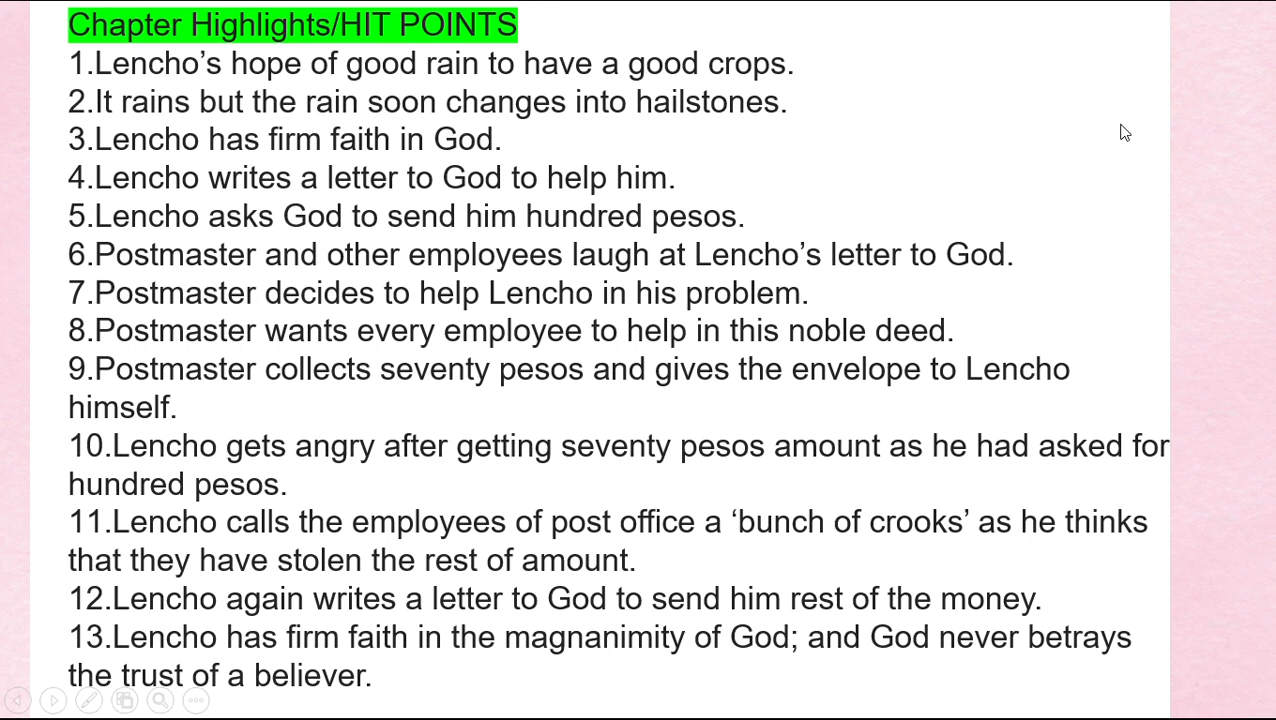 Chapter Highlights/HIT POINTS
1.Lencho’s hope of good rain to have a good crops.
2.It rains but the rain soon changes into hailstones.
3.Lencho has firm faith in God.
4.Lencho writes a letter to God to help him.
5.Lencho asks God to send him hundred pesos.
6.Postmaster and other employees laugh at Lencho’s letter to God.
7.Postmaster decides to help Lencho in his problem.
8.Postmaster wants every employee to help in this noble deed.
9.Postmaster collects seventy pesos and gives the envelope to Lencho
himself.
10.Lencho gets angry after getting seventy pesos amount as he had asked for
hundred pesos.
11.Lencho calls the employees of post office a ‘bunch of crooks’ as he thinks
that they have stolen the rest of amount.
12.Lencho again writes a letter to God to send him rest of the money.
13.Lencho has firm faith in the magnanimity of God; and God never betrays
the trust of a believer.